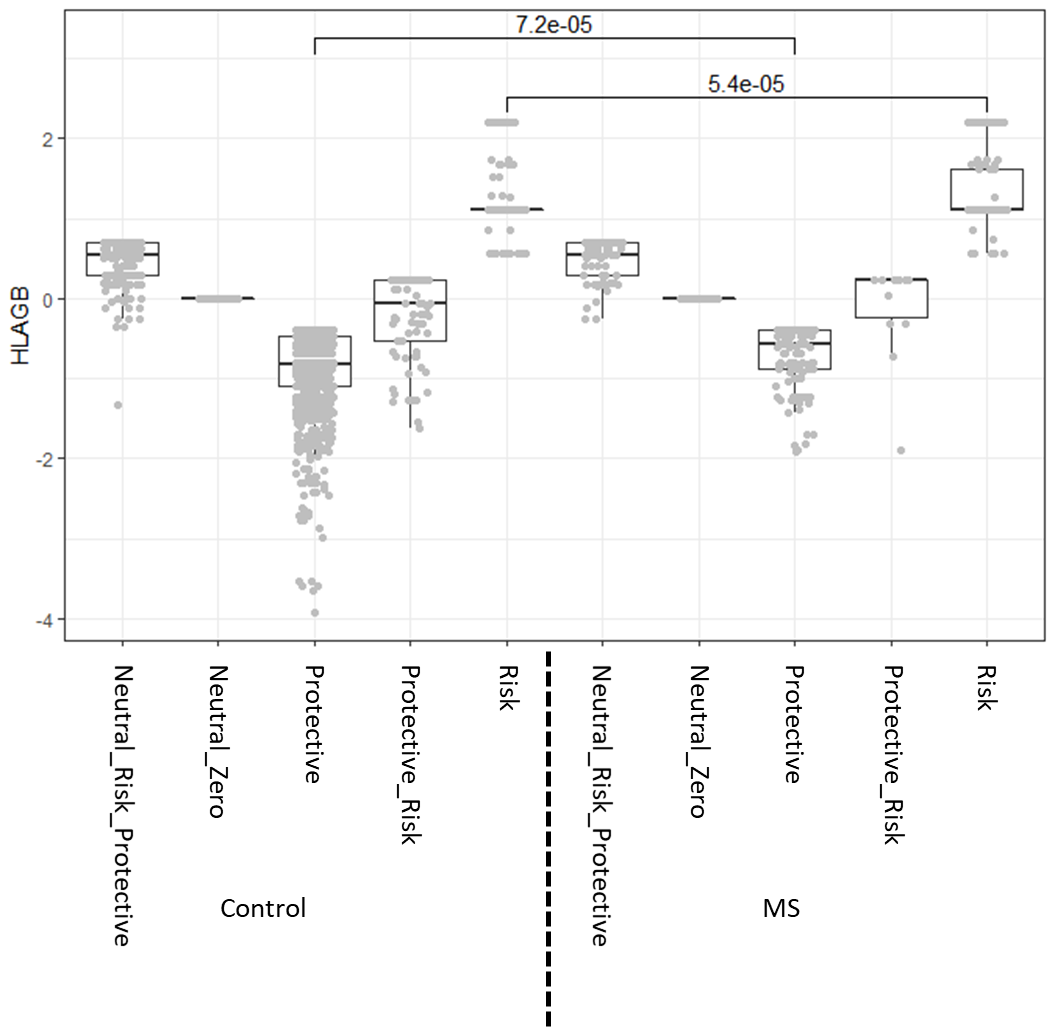 7.2e-05
5.4e-05
HLAGB
2
0
-2
-4
Neutral_Risk_Protective
Neutral_Zero
Protective
Protective_Risk
Risk
Neutral_Risk_Protective
Neutral_Zero
Protective
Protective_Risk
Risk
Control
MS